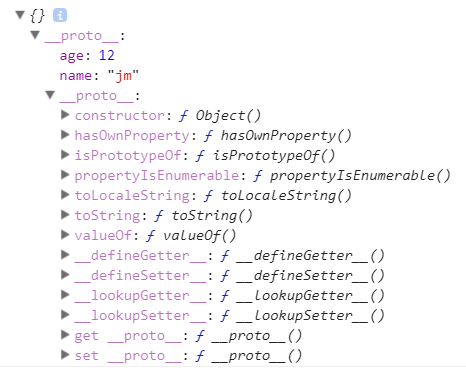 ▼ {} i
▼ __proto__:
age: 12
name: "jm"
▼ __proto__:
▶ constructor: ƒ Object()
▶ hasOwnProperty: ƒ hasOwnProperty()
▶ isPrototypeOf: ƒ isPrototypeOf()
▶ propertyIsEnumerable: ƒ propertyIsEnumerable()
▶ toLocaleString: ƒ toLocaleString()
▶ toString: ƒ toString()
▶ valueOf: ƒ valueOf()
▶ __defineGetter__: ƒ __defineGetter__()
▶ __defineSetter__: ƒ __defineSetter__()
▶ __lookupGetter__: ƒ __lookupGetter__()
▶ __lookupSetter__: ƒ __lookupSetter__()
▶ get __proto__: ƒ __proto__()
▶ set __proto__: ƒ __proto__()